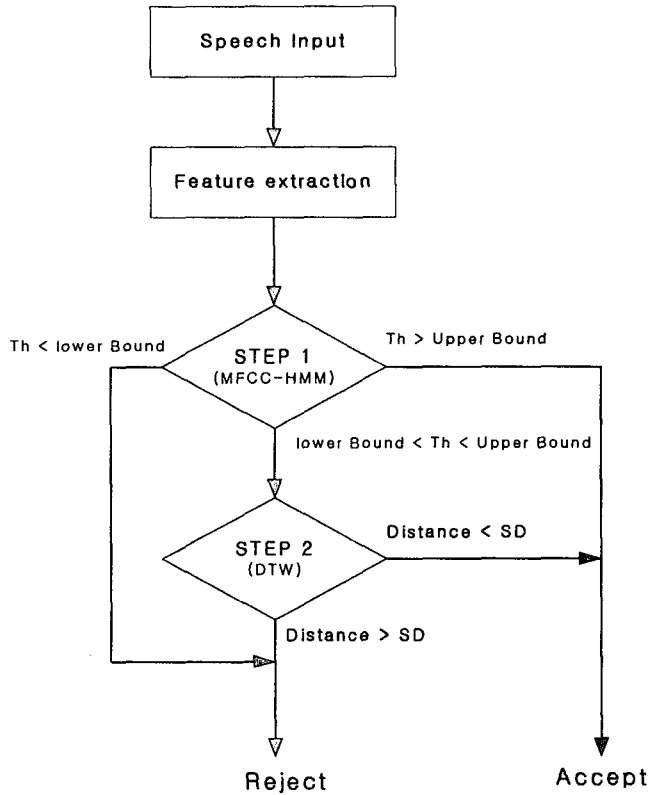 Speech Input
Feature extraction
Th < lower Bound
Th > Upper Bound
STEP 1
(MFCC-HMM)
lower Bound < Th < Upper Bound
Distance < SD
STEP 2
(DTW)
Distance > SD
Reject
Accept